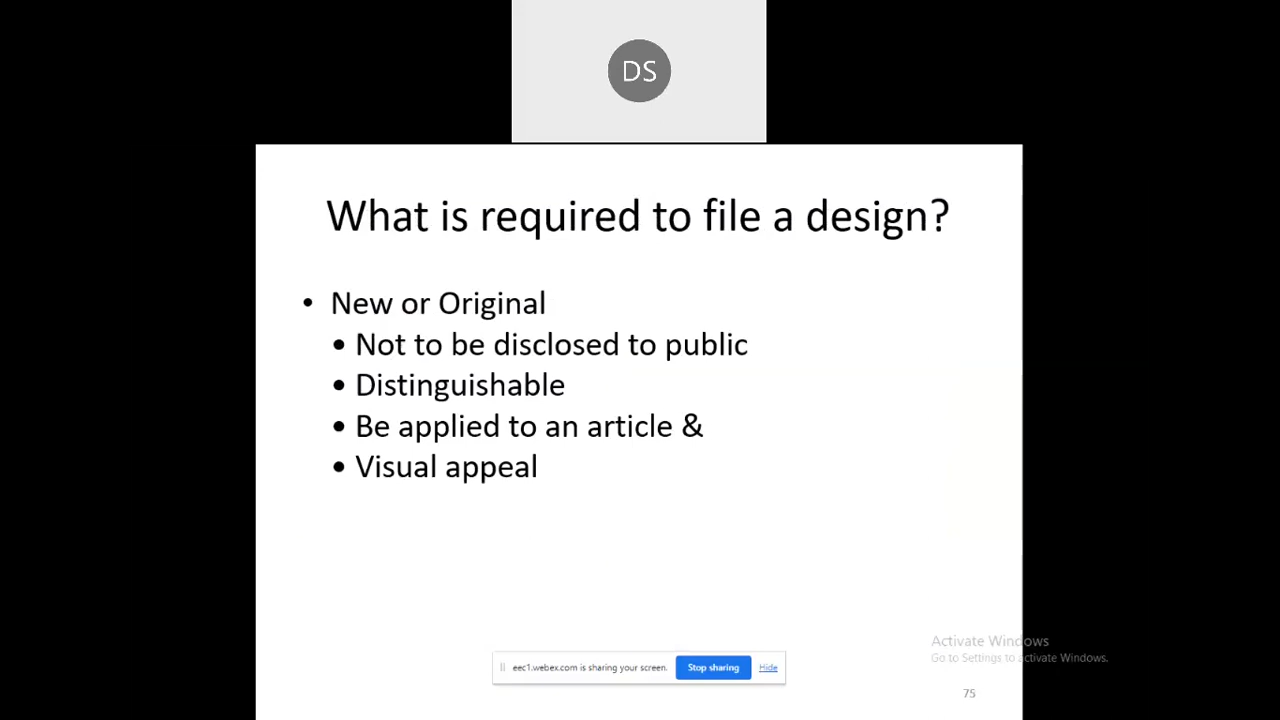 DS
What is required to file a design?
• New or Original
• Not to be disclosed to public
• Distinguishable
• Be applied to an article &
• Visual appeal
Activate Windows
Go to Settings to activate Windows.
eec1.webex.com is sharing your screen. Stop sharing Hide
75